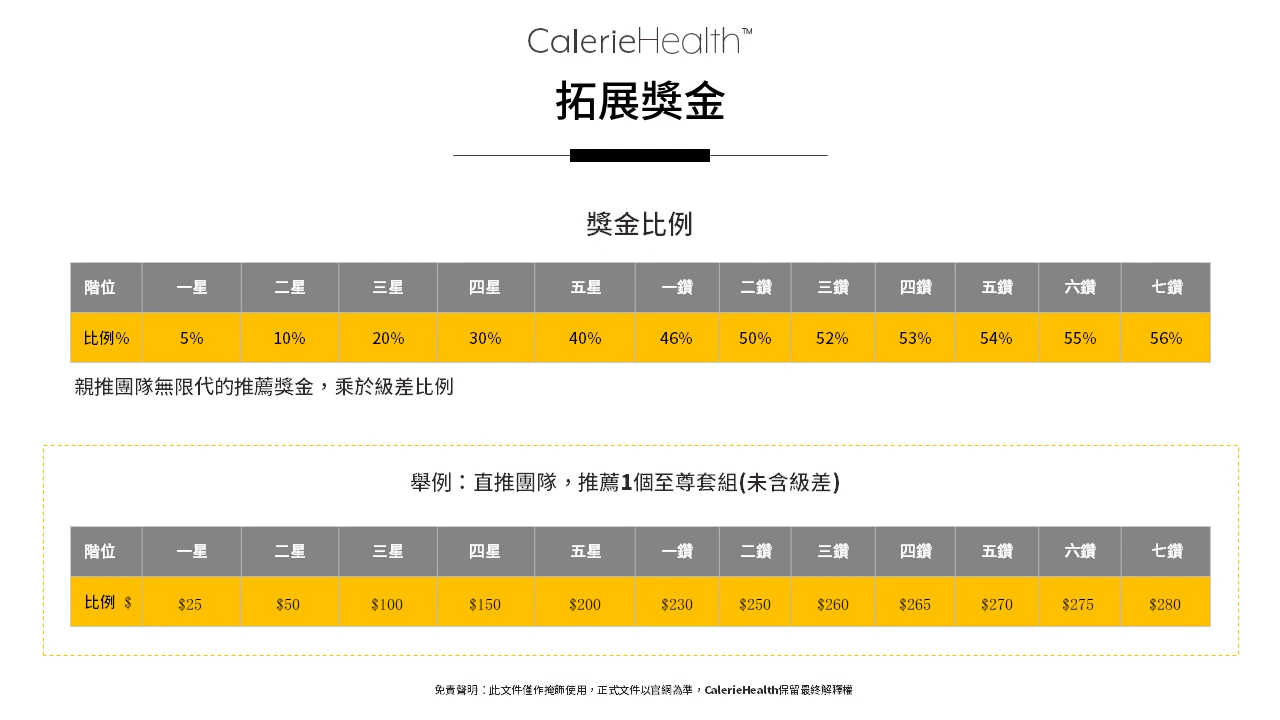 CalerieHealth™
拓展獎金
獎金比例
階位 一星 二星 三星 四星 五星 一鑽 二鑽 三鑽 四鑽 五鑽 六鑽 七鑽
比例% 5% 10% 20% 30% 40% 46% 50% 52% 53% 54% 55% 56%
親推團隊無限代的推薦獎金，乘於級差比例
舉例：直推團隊，推薦1個至尊套組(未含級差)
階位 一星 二星 三星 四星 五星 一鑽 二鑽 三鑽 四鑽 五鑽 六鑽 七鑽
比例 $ $25 $50 $100 $150 $200 $230 $250 $260 $265 $270 $275 $280
免責聲明：此文件僅作掩飾使用，正式文件以官網為準，CalerieHealth保留最終解釋權